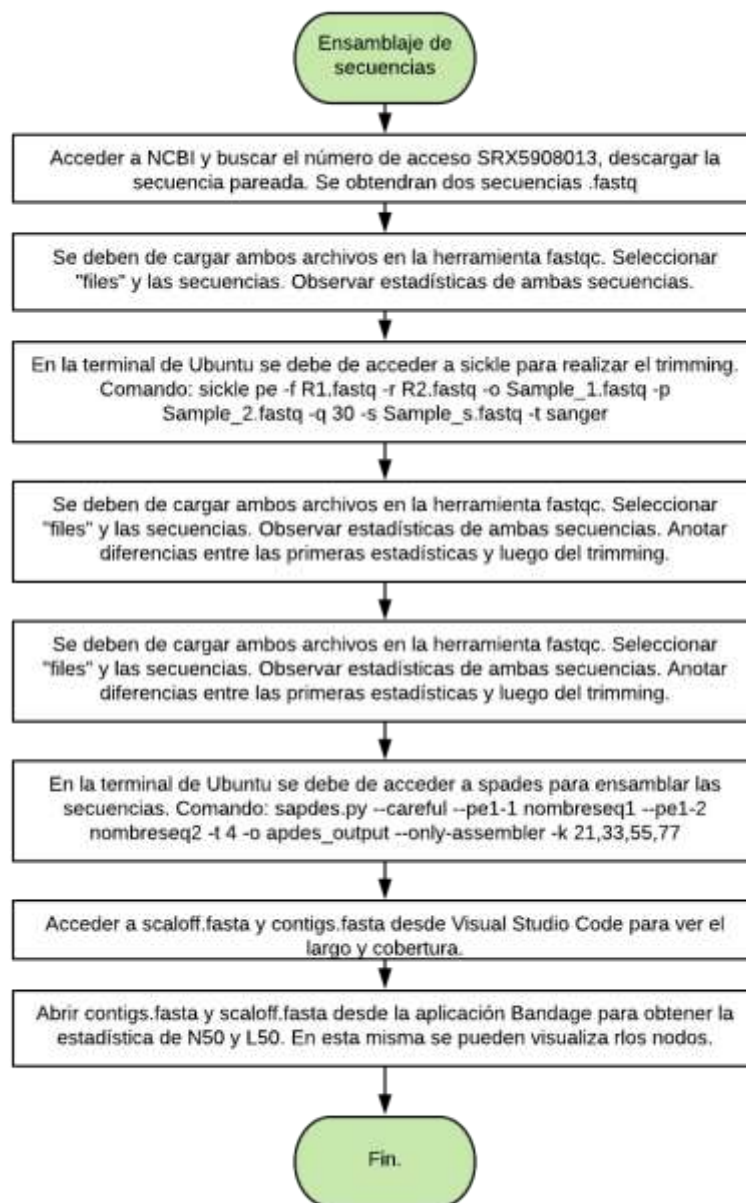 Ensamblaje de
secuencias
Acceder a NCBI y buscar el número de acceso SRX5908013, descargar la
secuencia pareada. Se obtendran dos secuencias .fastq
Se deben de cargar ambos archivos en la herramienta fastqc. Seleccionar
"files" y las secuencias. Observar estadísticas de ambas secuencias.
En la terminal de Ubuntu se debe de acceder a sickle para realizar el trimming.
Comando: sickle pe -f R1.fastq -r R2.fastq -o Sample_1.fastq -p
Sample_2.fastq -q 30 -s Sample_s.fastq -t sanger
Se deben de cargar ambos archivos en la herramienta fastqc. Seleccionar
"files" y las secuencias. Observar estadísticas de ambas secuencias. Anotar
diferencias entre las primeras estadísticas y luego del trimming.
Se deben de cargar ambos archivos en la herramienta fastqc. Seleccionar
"files" y las secuencias. Observar estadísticas de ambas secuencias. Anotar
diferencias entre las primeras estadísticas y luego del trimming.
En la terminal de Ubuntu se debe de acceder a spades para ensamblar las
secuencias. Comando: sapdes.py --careful --pe1-1 nombreseq1 --pe1-2
nombreseq2 -t 4 -o apdes_output --only-assembler -k 21,33,55,77
Acceder a scaloff.fasta y contigs.fasta desde Visual Studio Code para ver el
largo y cobertura.
Abrir contigs.fasta y scaloff.fasta desde la aplicación Bandage para obtener la
estadística de N50 y L50. En esta misma se pueden visualiza rlos nodos.
Fin.